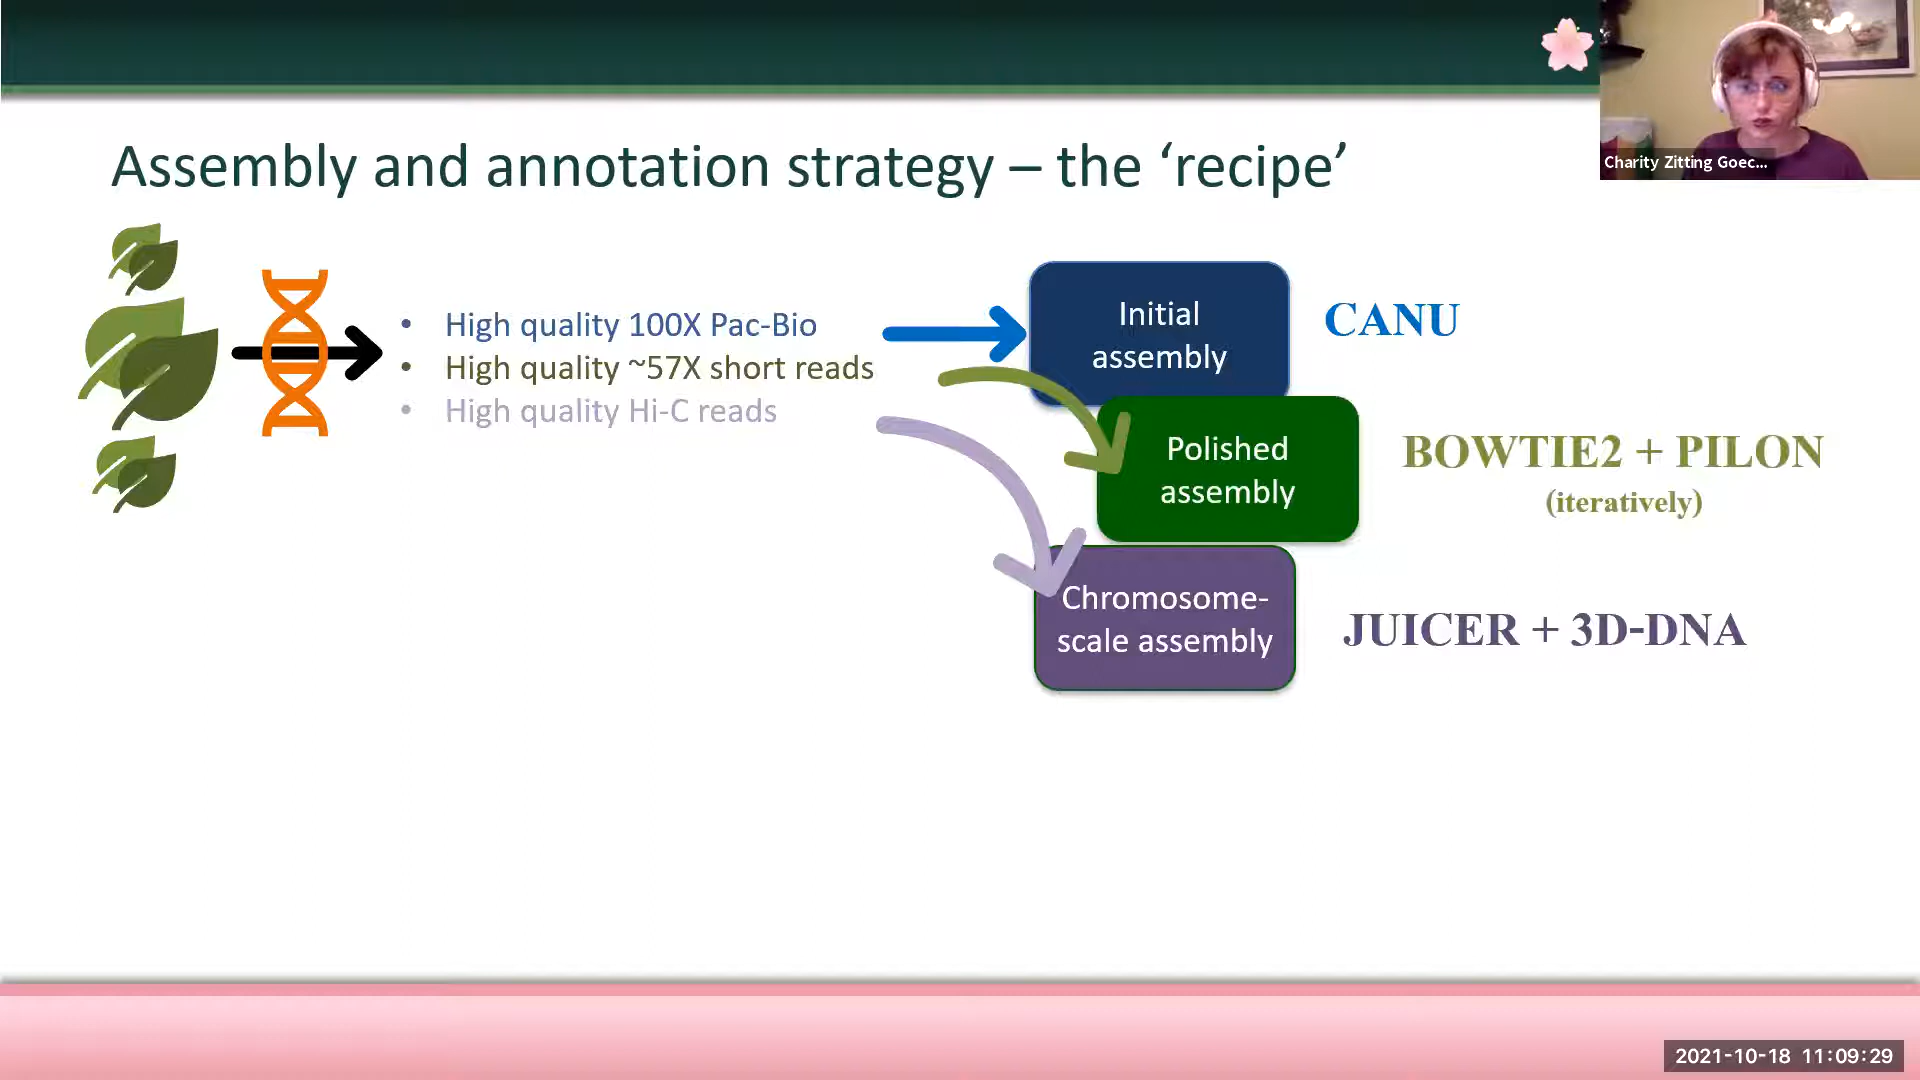 Charity Zitting Goec...
Assembly and annotation strategy – the ‘recipe’
• High quality 100X Pac-Bio
• High quality ~57X short reads
• High quality Hi-C reads
Initial
assembly
CANU
Polished
assembly
BOWTIE2 + PILON
(iteratively)
Chromosome-
scale assembly
JUICER + 3D-DNA
2021-10-18 11:09:29